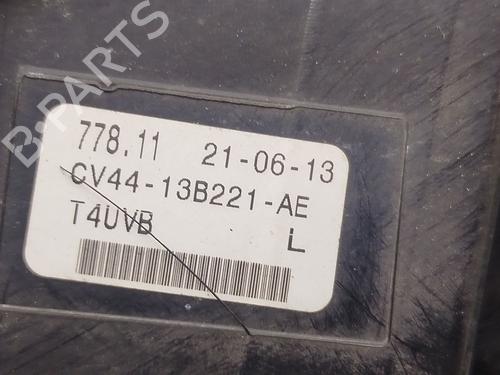 778.11 21-06-13
CV44-13B221-AE
T4UVB L
B-PARTS